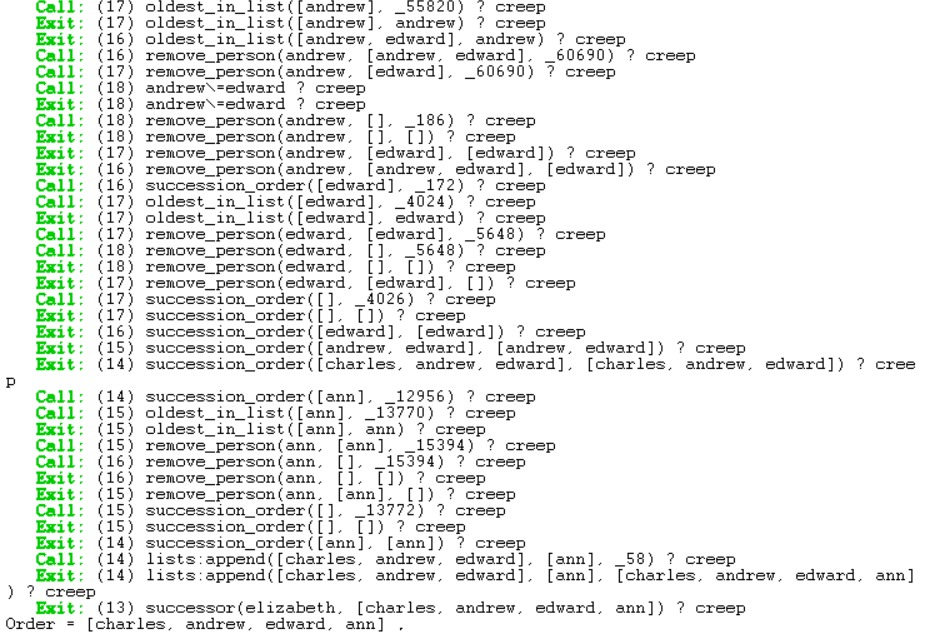 Call: (17) oldest_in_list([andrew], _55820) ? creep
Exit: (17) oldest_in_list([andrew], andrew) ? creep
Exit: (16) oldest_in_list([andrew, edward], andrew) ? creep
Call: (16) remove_person(andrew, [andrew, edward], _60690) ? creep
Call: (17) remove_person(andrew, [edward], _60690) ? creep
Call: (18) andrew\=edward ? creep
Exit: (18) andrew\=edward ? creep
Call: (18) remove_person(andrew, [], _186) ? creep
Exit: (18) remove_person(andrew, [], []) ? creep
Exit: (17) remove_person(andrew, [edward], [edward]) ? creep
Exit: (16) remove_person(andrew, [andrew, edward], [edward]) ? creep
Call: (16) succession_order([edward], _172) ? creep
Call: (17) oldest_in_list([edward], _4024) ? creep
Exit: (17) oldest_in_list([edward], edward) ? creep
Call: (17) remove_person(edward, [edward], _5648) ? creep
Call: (18) remove_person(edward, [], _5648) ? creep
Exit: (18) remove_person(edward, [], []) ? creep
Exit: (17) remove_person(edward, [edward], []) ? creep
Call: (17) succession_order([], _4026) ? creep
Exit: (17) succession_order([], []) ? creep
Exit: (16) succession_order([edward], [edward]) ? creep
Exit: (15) succession_order([andrew, edward], [andrew, edward]) ? creep
Exit: (14) succession_order([charles, andrew, edward], [charles, andrew, edward]) ? cree
p
Call: (14) succession_order([ann], _12956) ? creep
Call: (15) oldest_in_list([ann], _13770) ? creep
Exit: (15) oldest_in_list([ann], ann) ? creep
Call: (15) remove_person(ann, [ann], _15394) ? creep
Call: (16) remove_person(ann, [], _15394) ? creep
Exit: (16) remove_person(ann, [], []) ? creep
Exit: (15) remove_person(ann, [ann], []) ? creep
Call: (15) succession_order([], _13772) ? creep
Exit: (15) succession_order([], []) ? creep
Exit: (14) succession_order([ann], [ann]) ? creep
Call: (14) lists:append([charles, andrew, edward], [ann], _58) ? creep
Exit: (14) lists:append([charles, andrew, edward], [ann], [charles, andrew, edward, ann]
) ? creep
Exit: (13) successor(elizabeth, [charles, andrew, edward, ann]) ? creep
Order = [charles, andrew, edward, ann] .